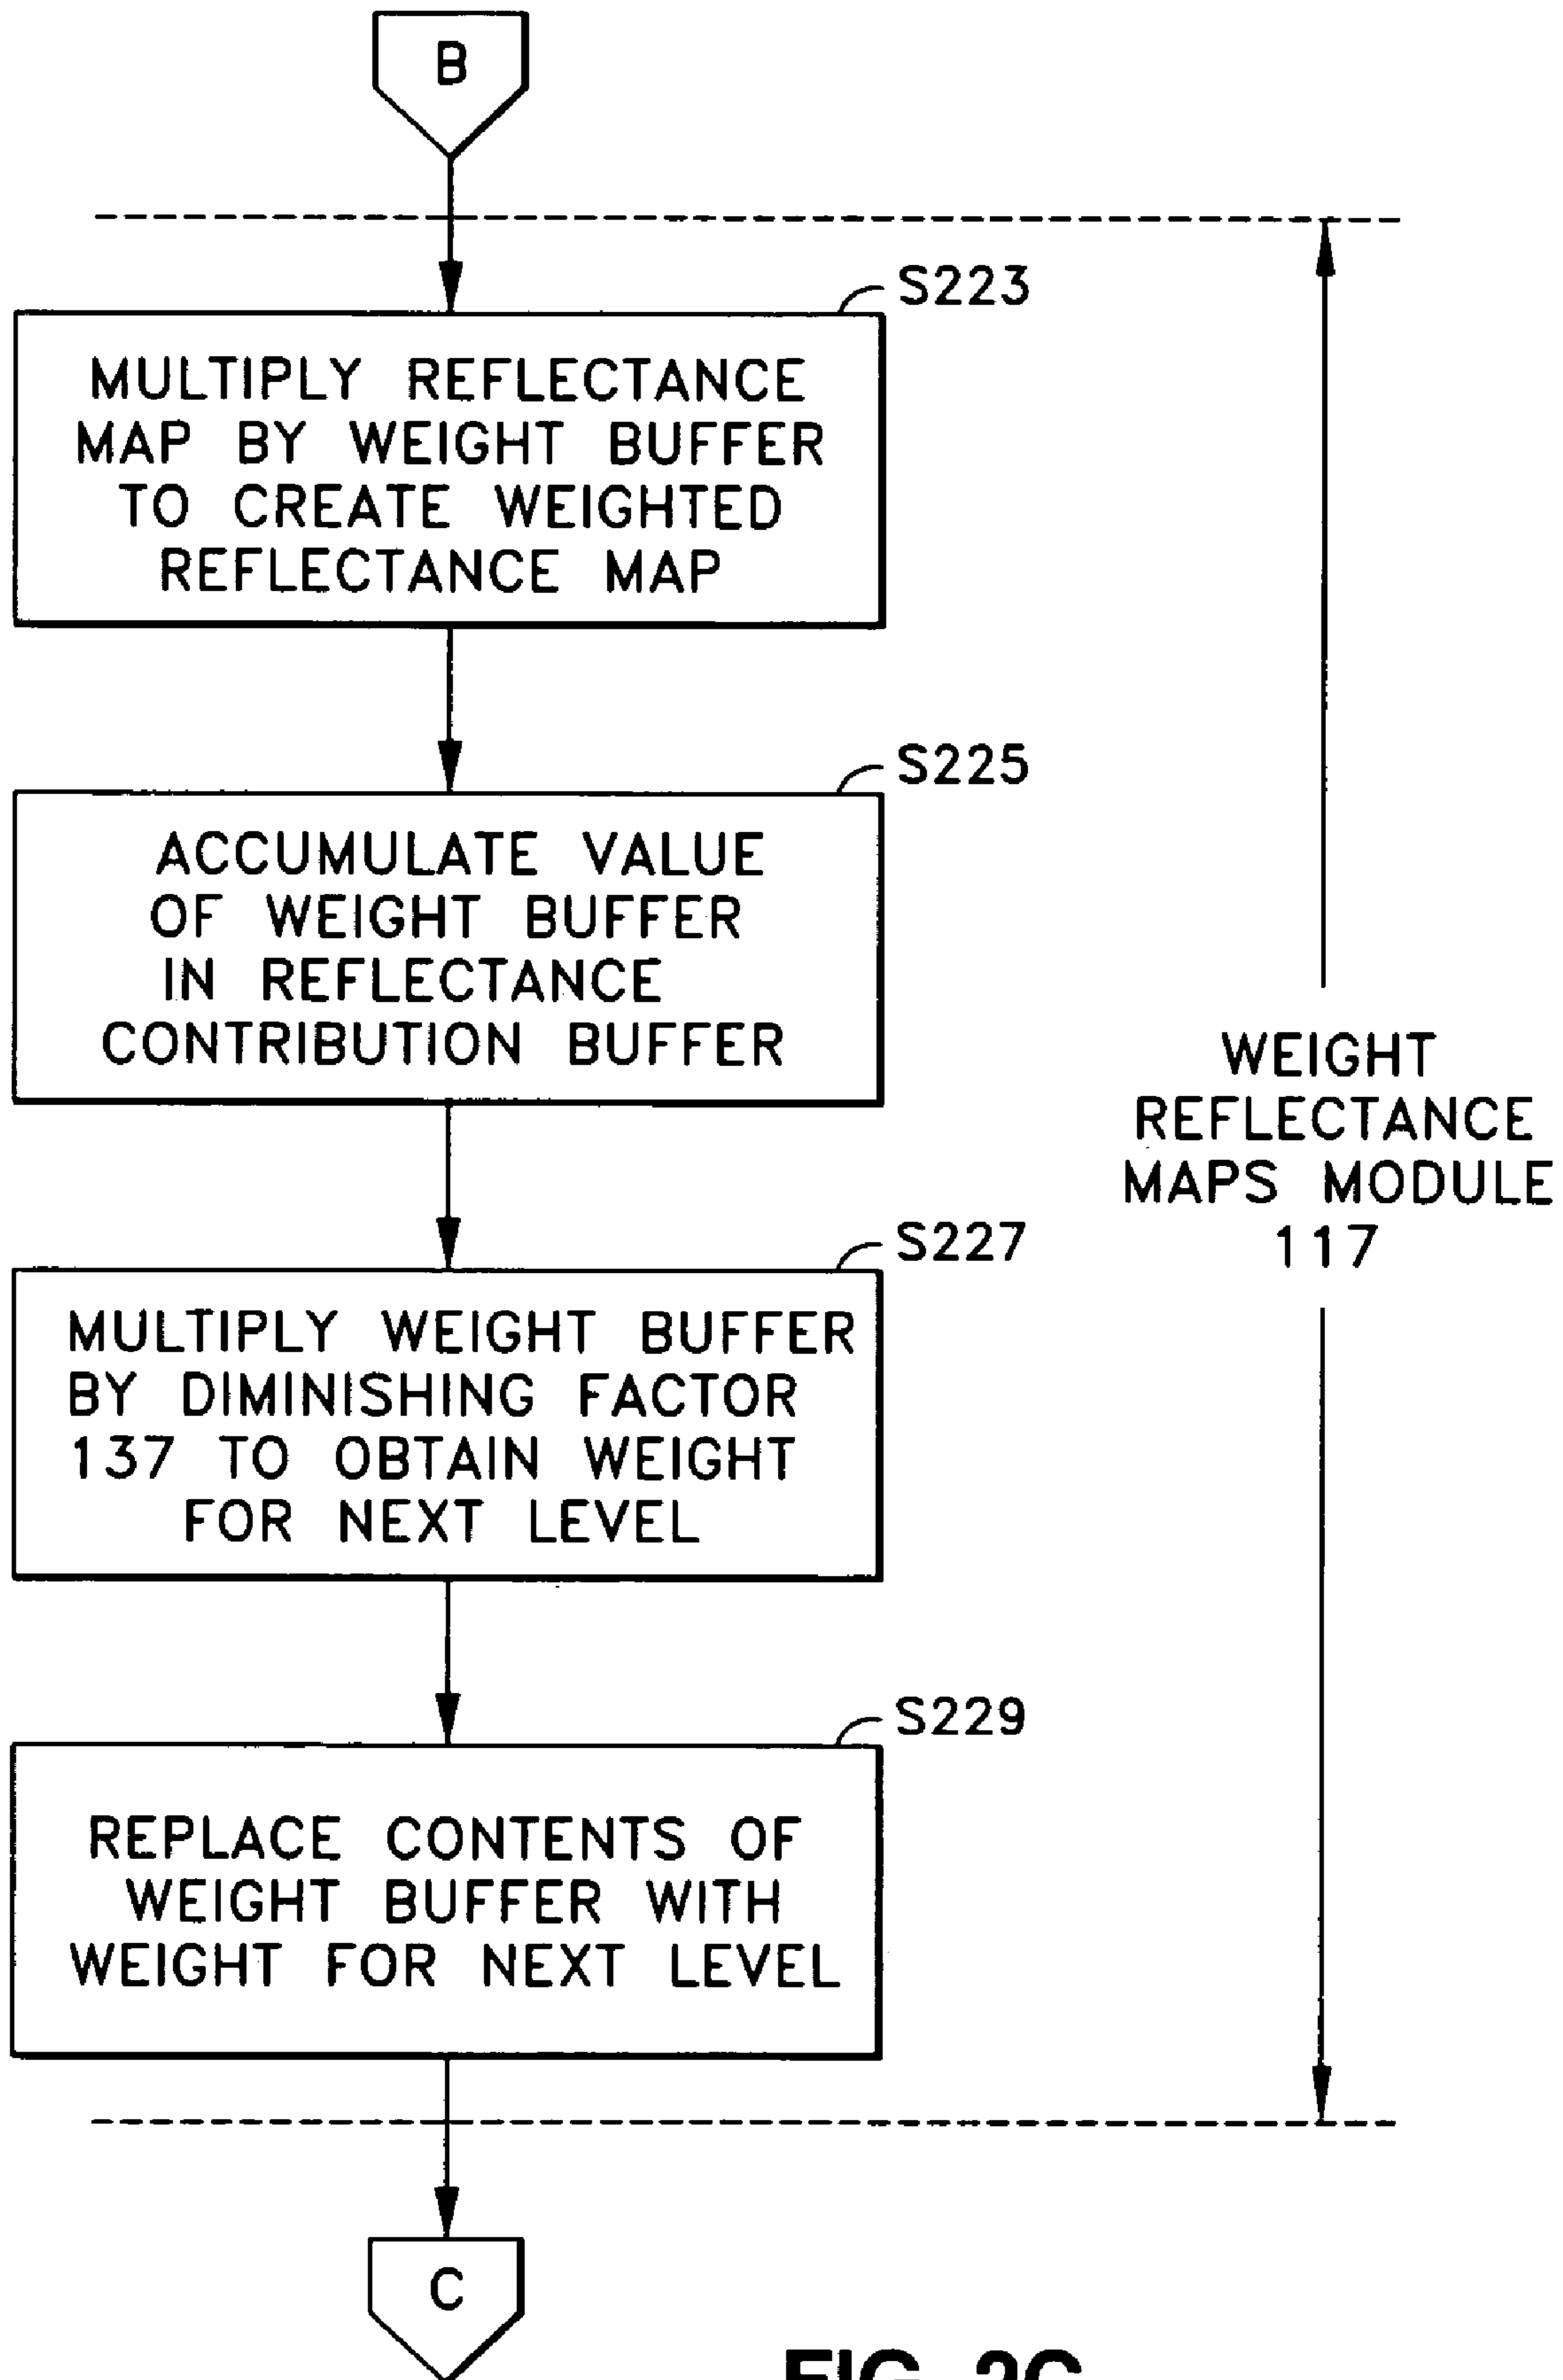 B
S223
MULTIPLY REFLECTANCE
MAP BY WEIGHT BUFFER
TO CREATE WEIGHTED
REFLECTANCE MAP
S225
ACCUMULATE VALUE
OF WEIGHT BUFFER
IN REFLECTANCE
CONTRIBUTION BUFFER
WEIGHT
REFLECTANCE
MAPS MODULE
117
S227
MULTIPLY WEIGHT BUFFER
BY DIMINISHING FACTOR
137 TO OBTAIN WEIGHT
FOR NEXT LEVEL
S229
REPLACE CONTENTS OF
WEIGHT BUFFER WITH
WEIGHT FOR NEXT LEVEL
C
FIG. 2C